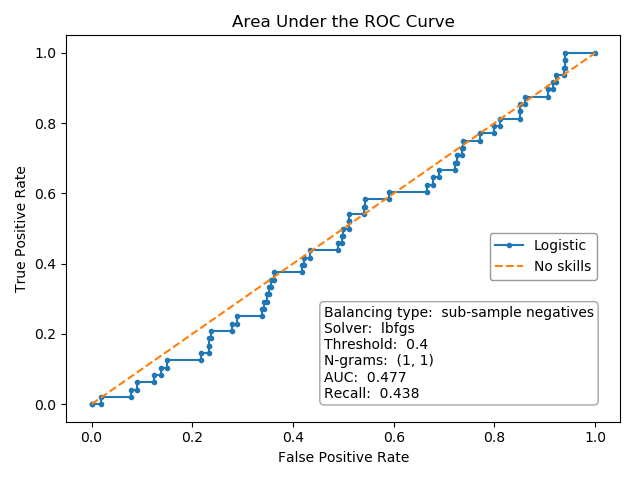 Area Under the ROC Curve
True Positive Rate
1.0
0.8
0.6
0.4
0.2
0.0
Logistic
No skills
Balancing type:  sub-sample negatives
Solver:  lbfgs
Threshold:  0.4
N-grams:  (1, 1)
AUC:  0.477
Recall:  0.438
0.0 0.2 0.4 0.6 0.8 1.0
False Positive Rate